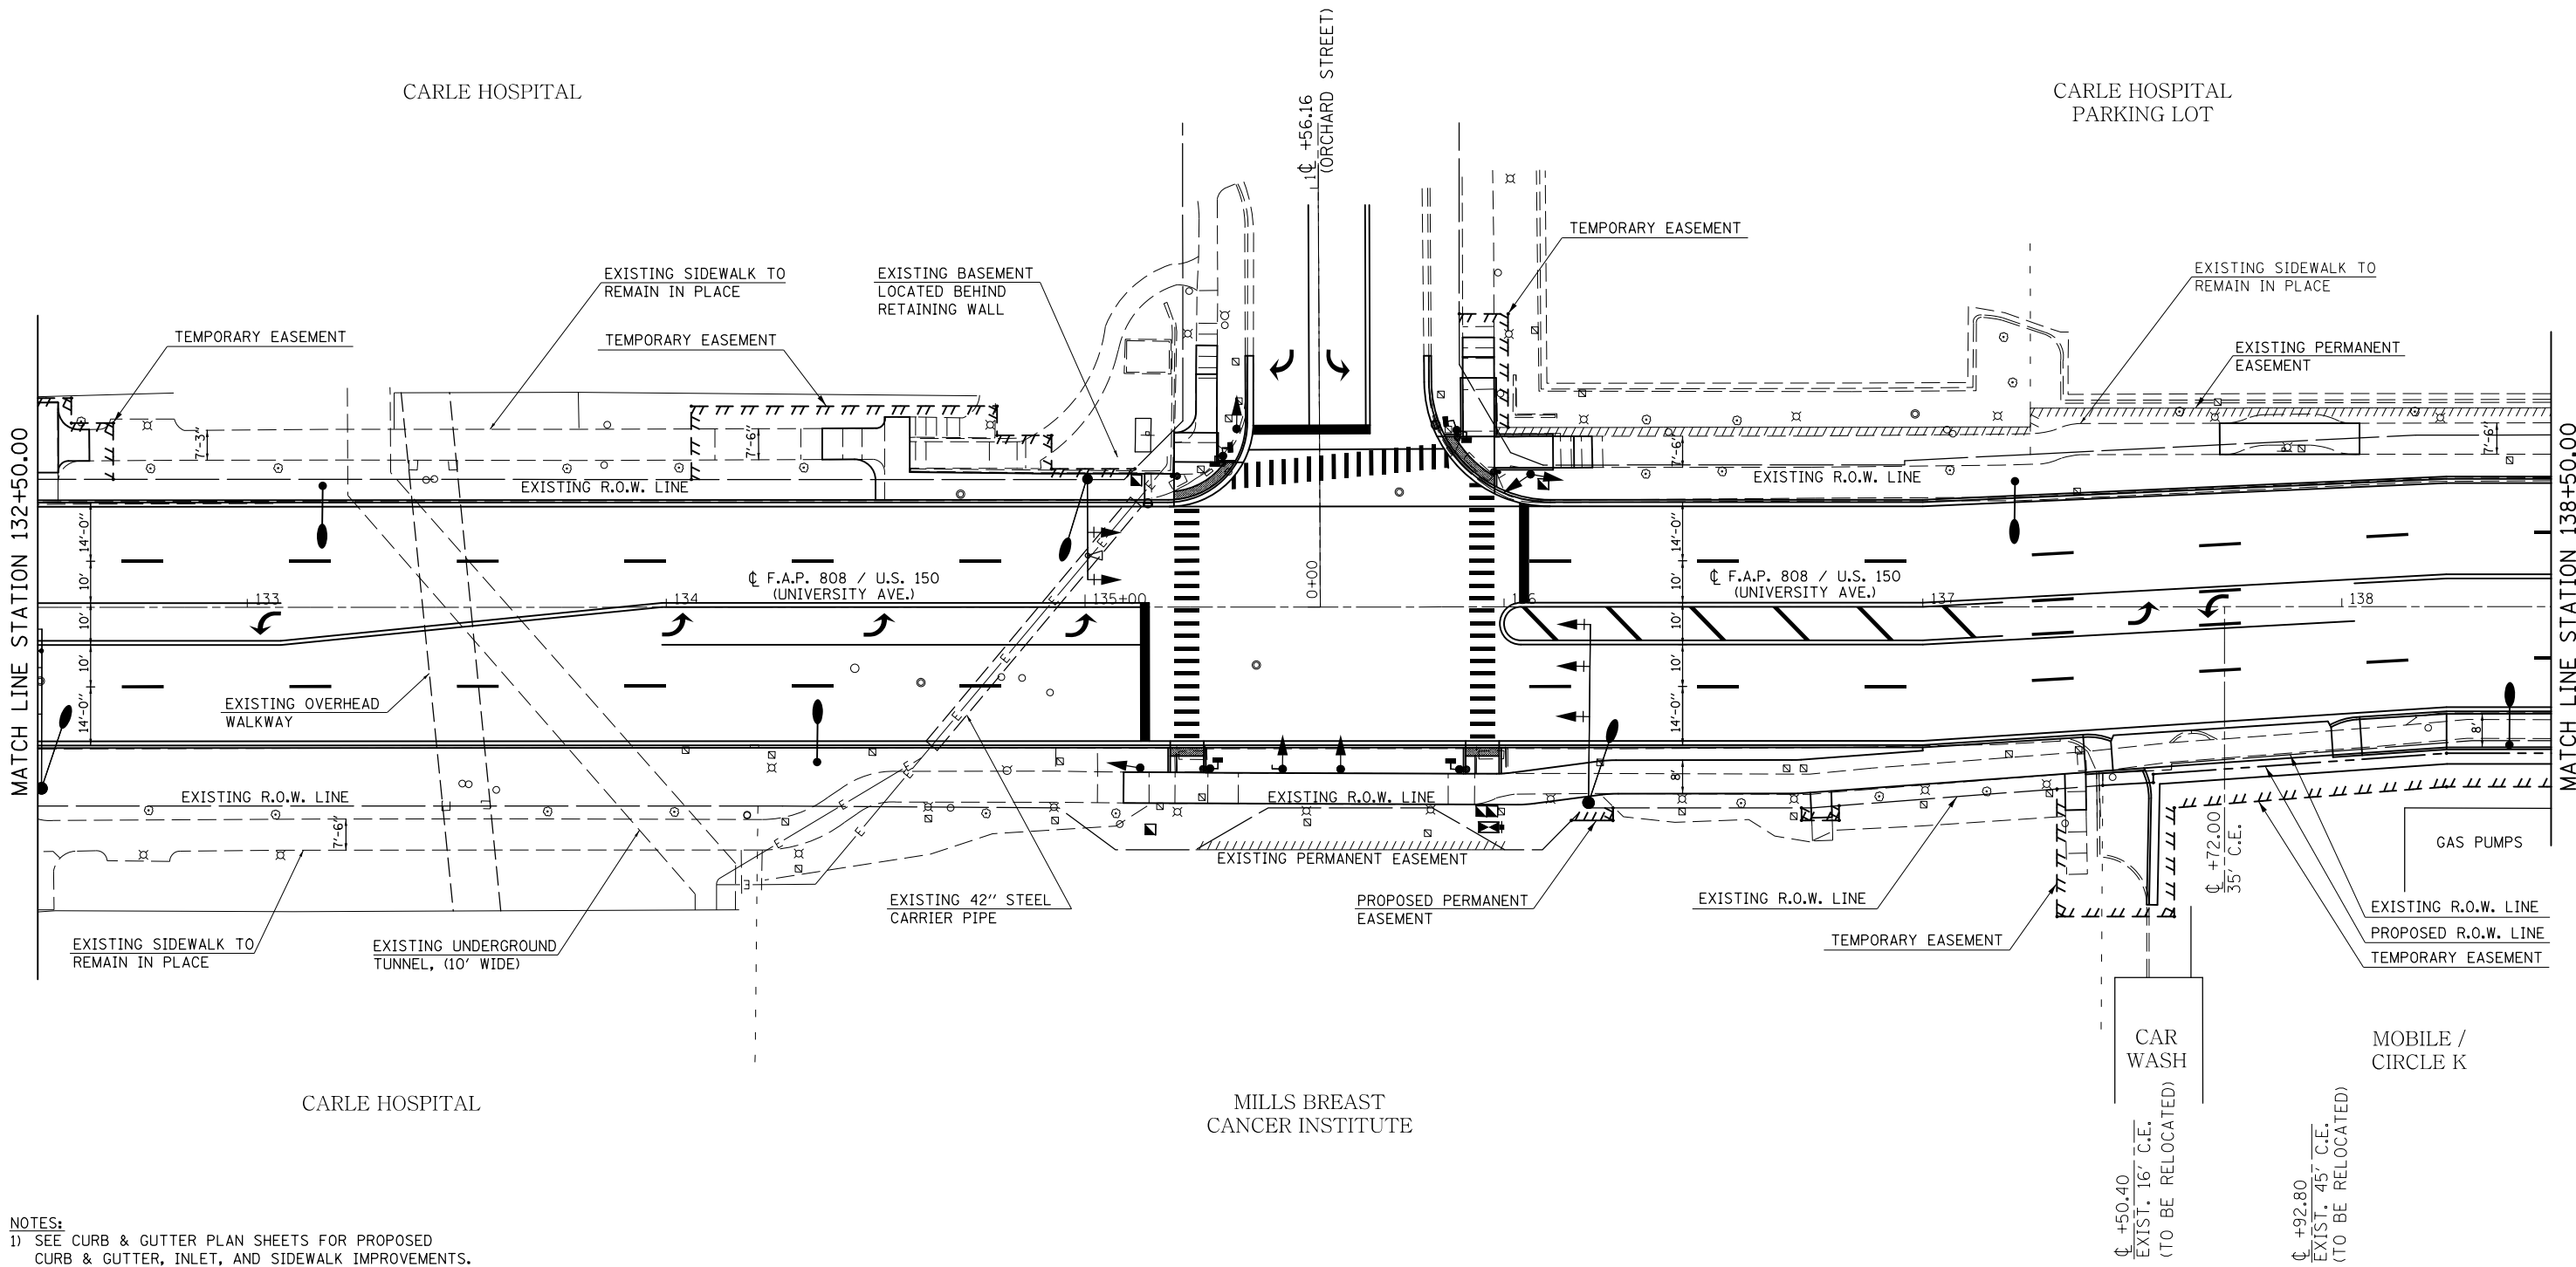 CARLE HOSPITAL
CARLE HOSPITAL
PARKING LOT
℄ +56.16
(ORCHARD STREET)
1
TEMPORARY EASEMENT
EXISTING SIDEWALK TO
REMAIN IN PLACE
EXISTING BASEMENT
LOCATED BEHIND
RETAINING WALL
EXISTING SIDEWALK TO
REMAIN IN PLACE
TEMPORARY EASEMENT
TEMPORARY EASEMENT
EXISTING PERMANENT
EASEMENT
MATCH LINE STATION 132+50.00
MATCH LINE STATION 138+50.00
7'-3"
7'-6"
7'-6"
7'-6"
EXISTING R.O.W. LINE
EXISTING R.O.W. LINE
14'-0"
10'
10'
10'
14'-0"
14'-0"
10'
10'
10'
14'-0"
℄ F.A.P. 808 / U.S. 150
(UNIVERSITY AVE.)
℄ F.A.P. 808 / U.S. 150
(UNIVERSITY AVE.)
133
134
135+00
0+00
136
137
138
E
E
E
E
E
E
E
E
E
E
EXISTING OVERHEAD
WALKWAY
EXISTING R.O.W. LINE
7'-6"
8'
8'
EXISTING R.O.W. LINE
EXISTING PERMANENT EASEMENT
GAS PUMPS
℄ +72.00
35' C.E.
EXISTING 42" STEEL
CARRIER PIPE
PROPOSED PERMANENT
EASEMENT
EXISTING R.O.W. LINE
EXISTING R.O.W. LINE
PROPOSED R.O.W. LINE
TEMPORARY EASEMENT
TEMPORARY EASEMENT
EXISTING SIDEWALK TO
REMAIN IN PLACE
EXISTING UNDERGROUND
TUNNEL, (10' WIDE)
CAR
WASH
MOBILE /
CIRCLE K
CARLE HOSPITAL
MILLS BREAST
CANCER INSTITUTE
℄ +50.40
EXIST. 16' C.E.
(TO BE RELOCATED)
℄ +92.80
EXIST. 45' C.E.
(TO BE RELOCATED)
NOTES:
1) SEE CURB & GUTTER PLAN SHEETS FOR PROPOSED
CURB & GUTTER, INLET, AND SIDEWALK IMPROVEMENTS.